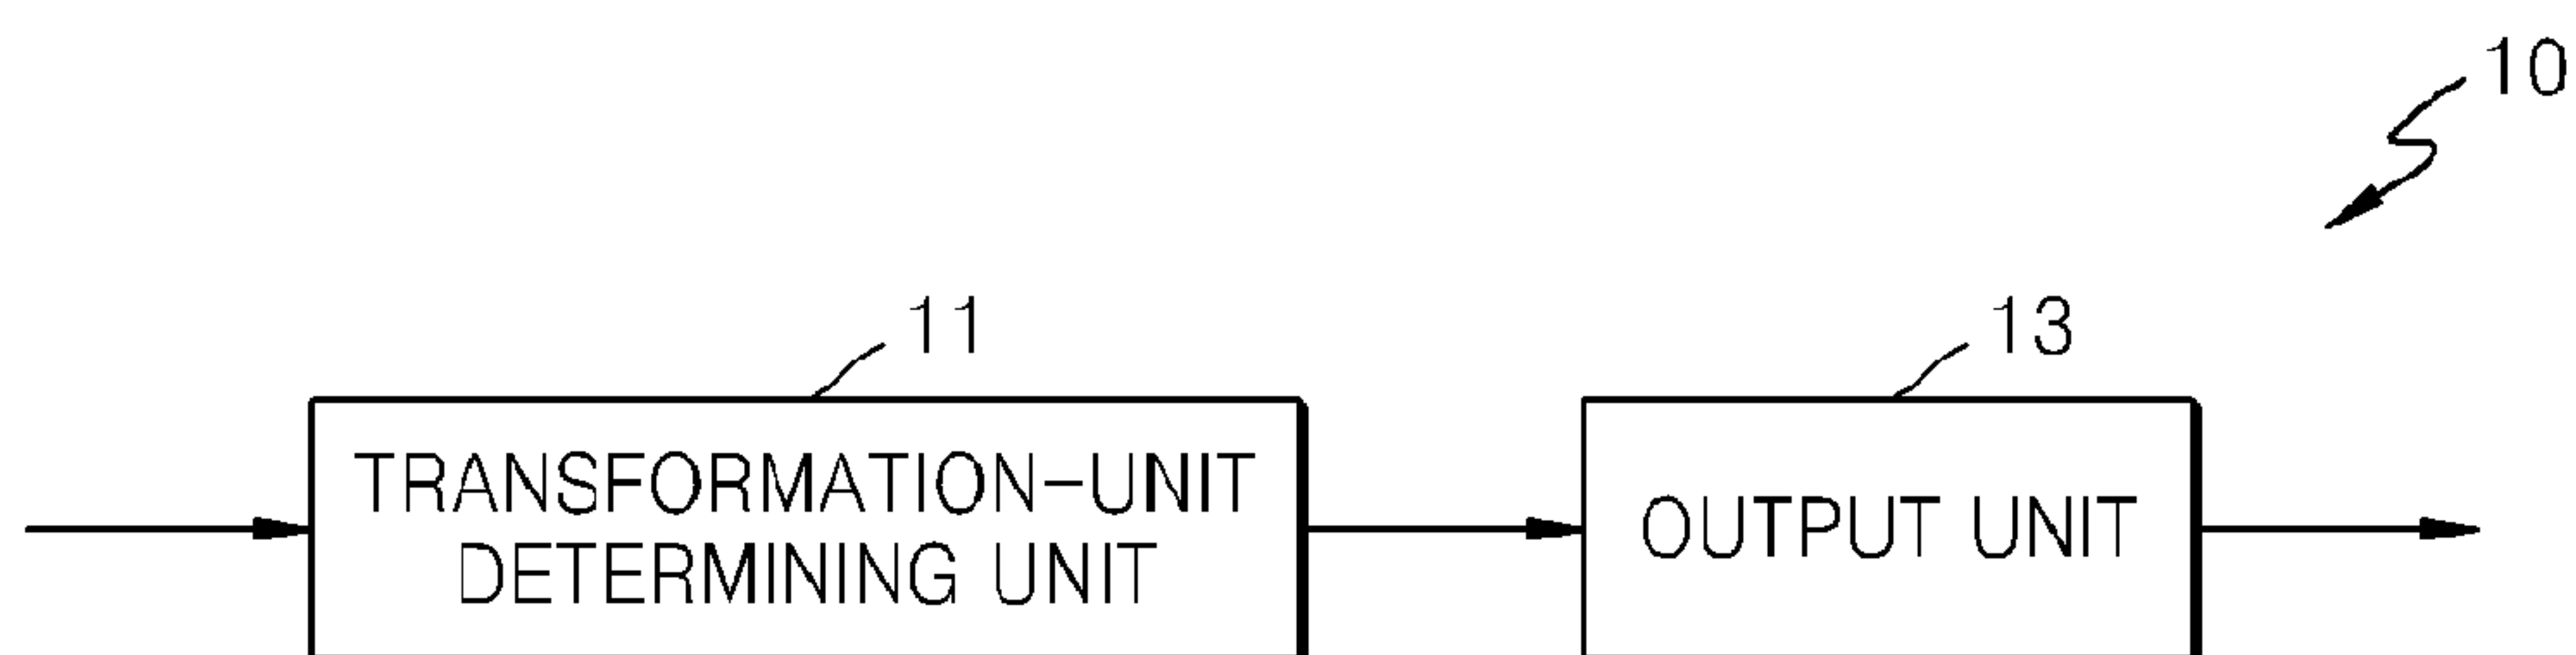 10
11
13
TRANSFORMATION-UNIT
DETERMINING UNIT
OUTPUT UNIT